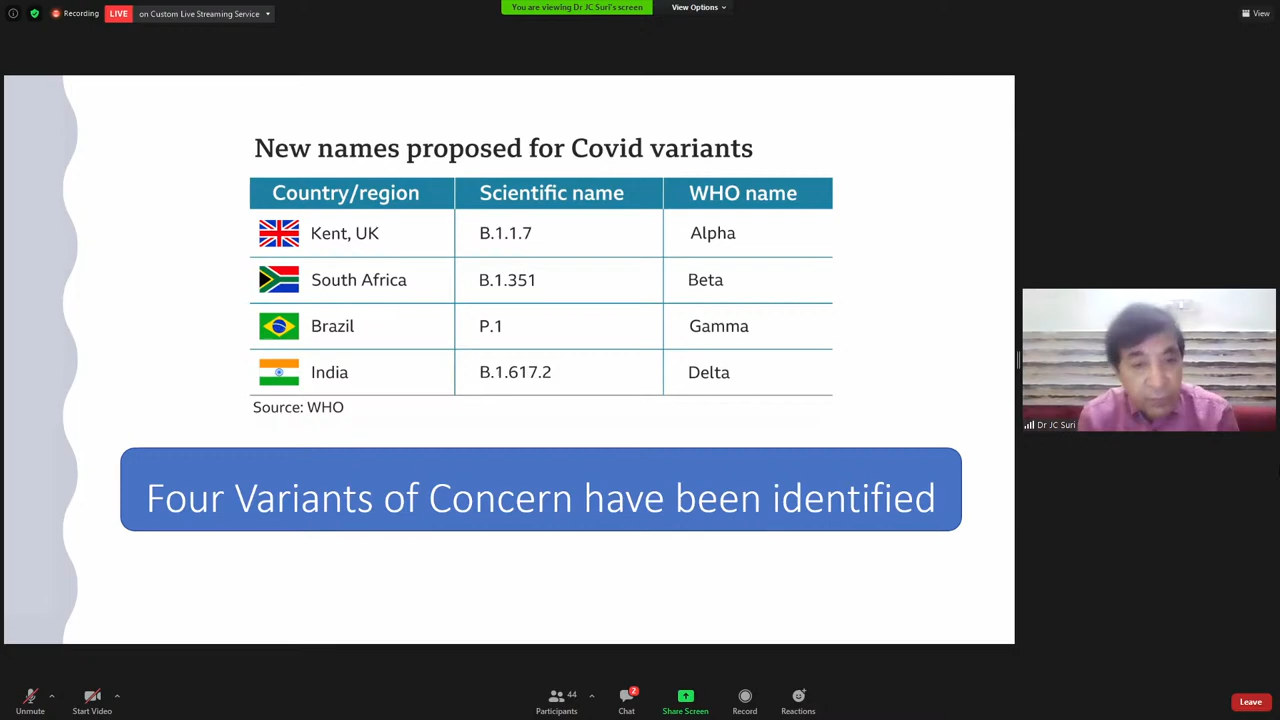 Recording
LIVE on Custom Live Streaming Service
You are viewing Dr JC Suri's screen
View Options
View
New names proposed for Covid variants
Country/region Scientific name WHO name
Kent, UK B.1.1.7 Alpha
South Africa B.1.351 Beta
Brazil P.1 Gamma
India B.1.617.2 Delta
Source: WHO
Four Variants of Concern have been identified
Dr JC Suri
Unmute
Start Video
44
Participants
2
Chat
Share Screen
Record
Reactions
Leave